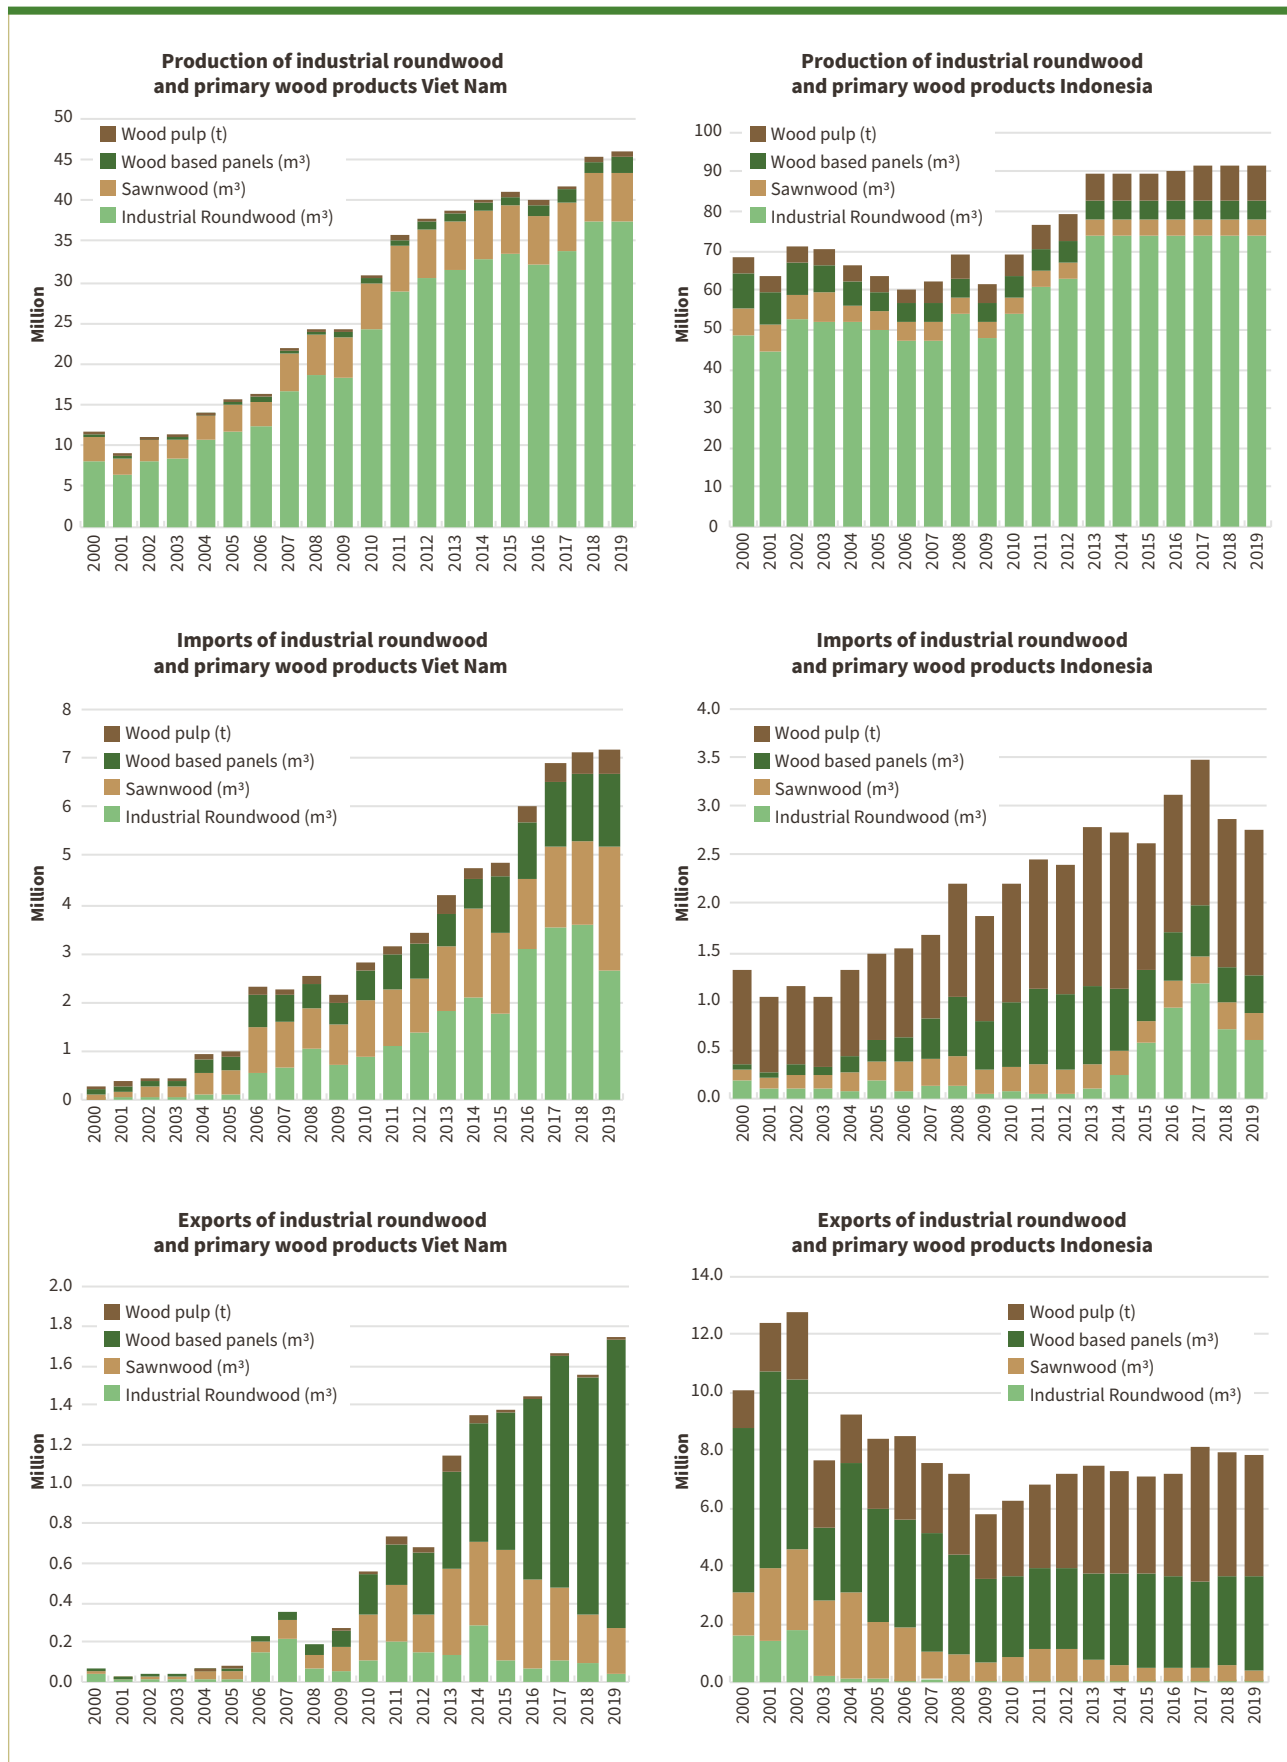 Production of industrial roundwood
and primary wood products Viet Nam
50
45
40
35
30
25
20
15
10
5
0
Million
Wood pulp (t)
Wood based panels (m³)
Sawnwood (m³)
Industrial Roundwood (m³)
2000 2001 2002 2003 2004 2005 2006 2007 2008 2009 2010 2011 2012 2013 2014 2015 2016 2017 2018 2019
Production of industrial roundwood
and primary wood products Indonesia
100
90
80
70
60
50
40
30
20
10
0
Million
Wood pulp (t)
Wood based panels (m³)
Sawnwood (m³)
Industrial Roundwood (m³)
2000 2001 2002 2003 2004 2005 2006 2007 2008 2009 2010 2011 2012 2013 2014 2015 2016 2017 2018 2019
Imports of industrial roundwood
and primary wood products Viet Nam
8
7
6
5
4
3
2
1
0
Million
Wood pulp (t)
Wood based panels (m³)
Sawnwood (m³)
Industrial Roundwood (m³)
2000 2001 2002 2003 2004 2005 2006 2007 2008 2009 2010 2011 2012 2013 2014 2015 2016 2017 2018 2019
Imports of industrial roundwood
and primary wood products Indonesia
4.0
3.5
3.0
2.5
2.0
1.5
1.0
0.5
0.0
Million
Wood pulp (t)
Wood based panels (m³)
Sawnwood (m³)
Industrial Roundwood (m³)
2000 2001 2002 2003 2004 2005 2006 2007 2008 2009 2010 2011 2012 2013 2014 2015 2016 2017 2018 2019
Exports of industrial roundwood
and primary wood products Viet Nam
2.0
1.8
1.6
1.4
1.2
1.0
0.8
0.6
0.4
0.2
0.0
Million
Wood pulp (t)
Wood based panels (m³)
Sawnwood (m³)
Industrial Roundwood (m³)
2000 2001 2002 2003 2004 2005 2006 2007 2008 2009 2010 2011 2012 2013 2014 2015 2016 2017 2018 2019
Exports of industrial roundwood
and primary wood products Indonesia
14.0
12.0
10.0
8.0
6.0
4.0
2.0
0.0
Million
Wood pulp (t)
Wood based panels (m³)
Sawnwood (m³)
Industrial Roundwood (m³)
2000 2001 2002 2003 2004 2005 2006 2007 2008 2009 2010 2011 2012 2013 2014 2015 2016 2017 2018 2019